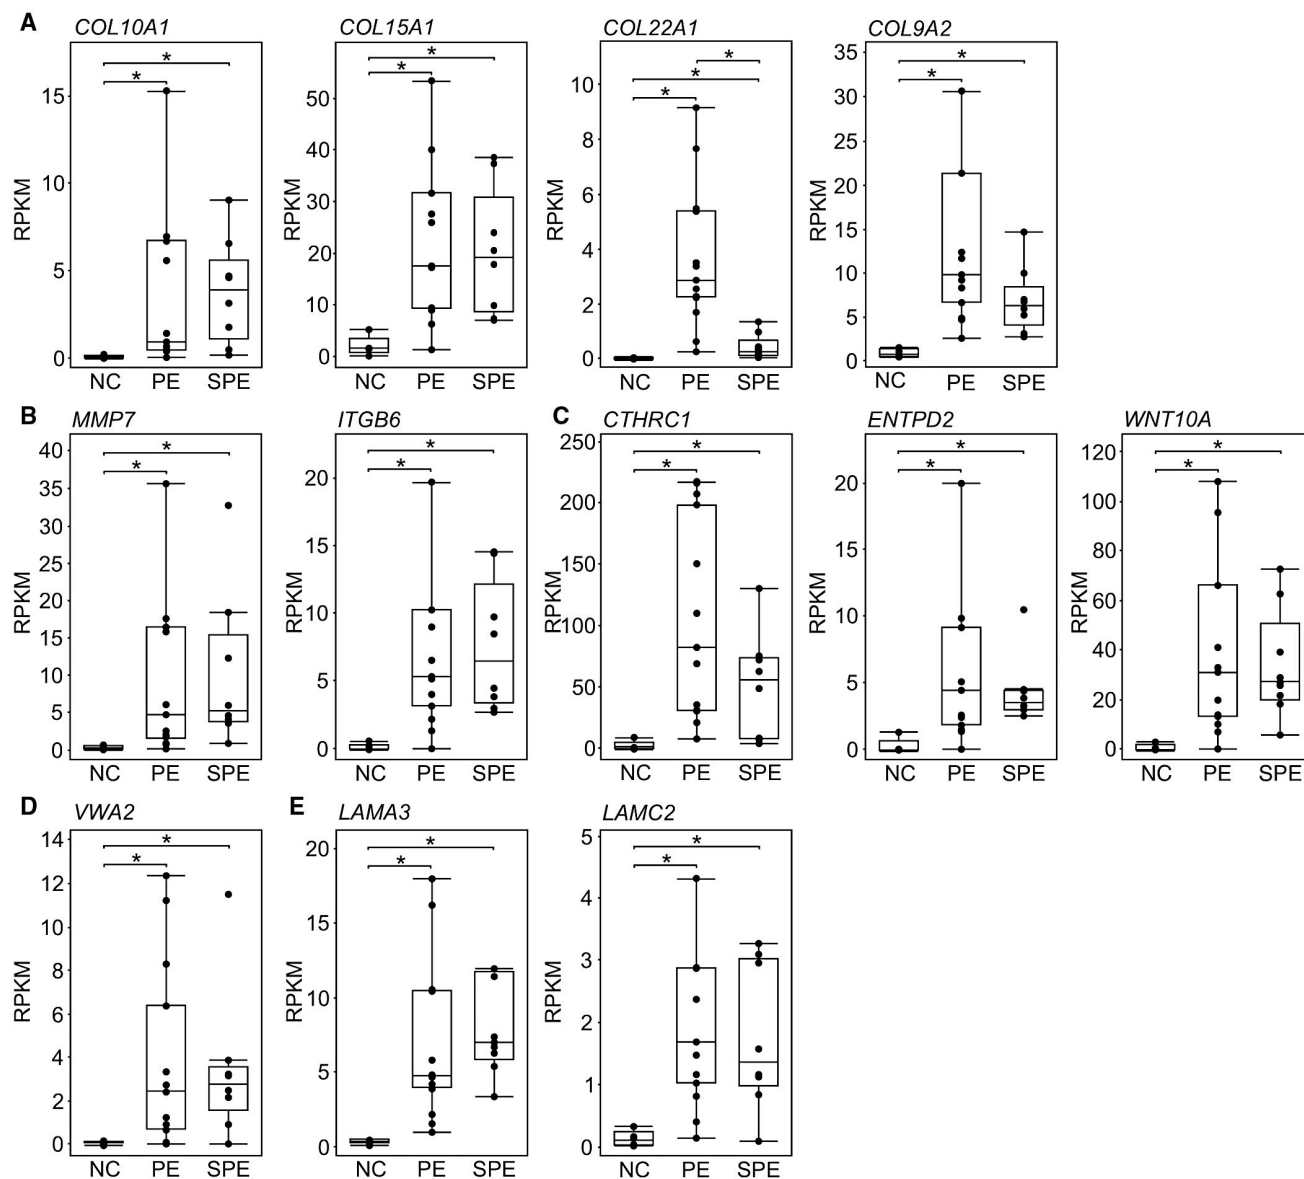 A
COL10A1
COL15A1
COL22A1
COL9A2
*
*
*
*
*
*
*
*
*
RPKM
15
10
5
0
NC PE SPE
RPKM
50
40
30
20
10
0
NC PE SPE
RPKM
10
8
6
4
2
0
NC PE SPE
RPKM
35
30
25
20
15
10
5
0
NC PE SPE
B
MMP7
ITGB6
*
*
*
*
RPKM
40
35
30
25
20
15
10
5
0
NC PE SPE
RPKM
20
15
10
5
0
NC PE SPE
C
CTHRC1
ENTPD2
WNT10A
*
*
*
*
*
*
RPKM
250
200
150
100
50
0
NC PE SPE
RPKM
20
15
10
5
0
NC PE SPE
RPKM
120
100
80
60
40
20
0
NC PE SPE
D
VWA2
*
*
RPKM
14
12
10
8
6
4
2
0
NC PE SPE
E
LAMA3
LAMC2
*
*
*
*
RPKM
20
15
10
5
0
NC PE SPE
RPKM
5
4
3
2
1
0
NC PE SPE